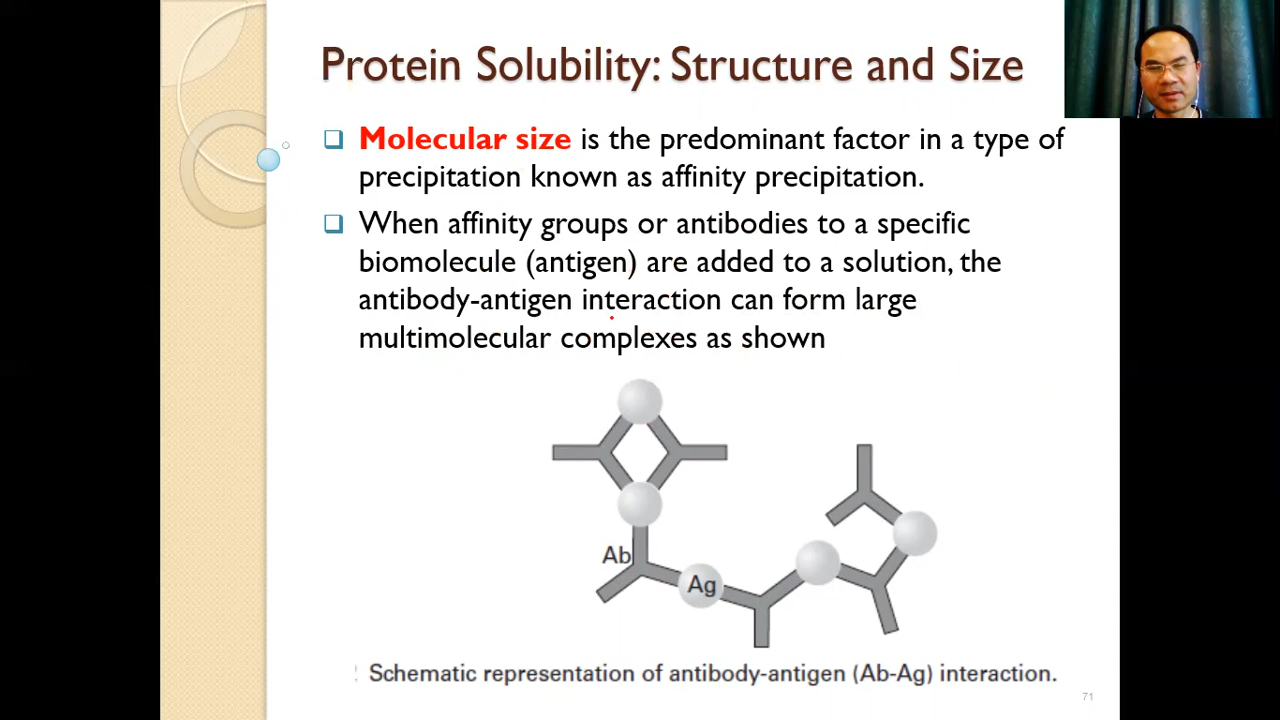 Protein Solubility: Structure and Size
Molecular size is the predominant factor in a type of
precipitation known as affinity precipitation.
When affinity groups or antibodies to a specific
biomolecule (antigen) are added to a solution, the
antibody-antigen interaction can form large
multimolecular complexes as shown
Ab
Ag
Schematic representation of antibody-antigen (Ab-Ag) interaction.
71